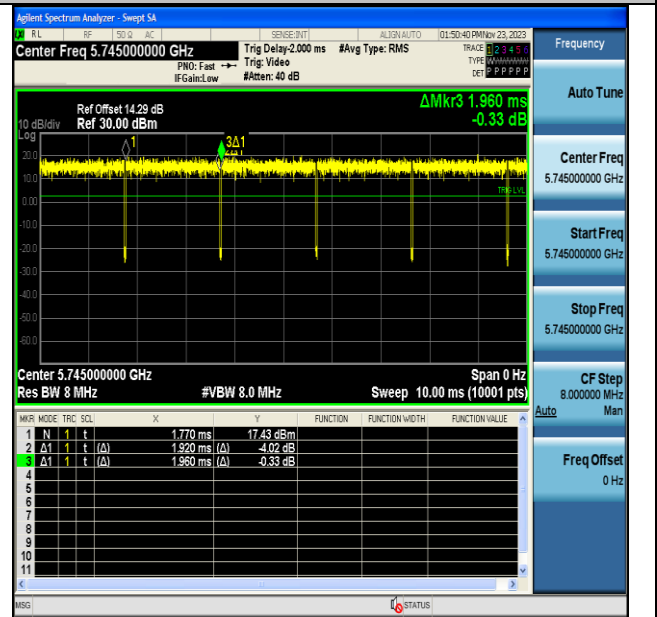 Agilent Spectrum Analyzer - Swept SA
RL RF 50 Ω AC SENSE:INT ALIGN AUTO 01:50:40 PM Nov 23, 2023
Center Freq 5.745000000 GHz Trig Delay-2.000 ms #Avg Type: RMS TRACE 1 2 3 4 5 6
PNO: Fast Trig: Video TYPE
IFGain:Low #Atten: 40 dB DET P P P P P P
Frequency
Auto Tune
Ref Offset 14.29 dB ΔMkr3 1.960 ms
10 dB/div Ref 30.00 dBm -0.33 dB
Log
1 3Δ1
20.0
10.0
TRIG LVL
0.00
-10.0
-20.0
-30.0
-40.0
-50.0
-60.0
Center 5.745000000 GHz Span 0 Hz
Res BW 8 MHz #VBW 8.0 MHz Sweep 10.00 ms (10001 pts)
Center Freq
5.745000000 GHz
Start Freq
5.745000000 GHz
Stop Freq
5.745000000 GHz
CF Step
8.000000 MHz
Auto Man
Freq Offset
0 Hz
MKR MODE TRC SCL X Y FUNCTION FUNCTION WIDTH FUNCTION VALUE
1 N 1 t 1.770 ms 17.43 dBm
2 Δ1 1 t (Δ) 1.920 ms (Δ) -4.02 dB
3 Δ1 1 t (Δ) 1.960 ms (Δ) -0.33 dB
4
5
6
7
8
9
10
11
MSG STATUS